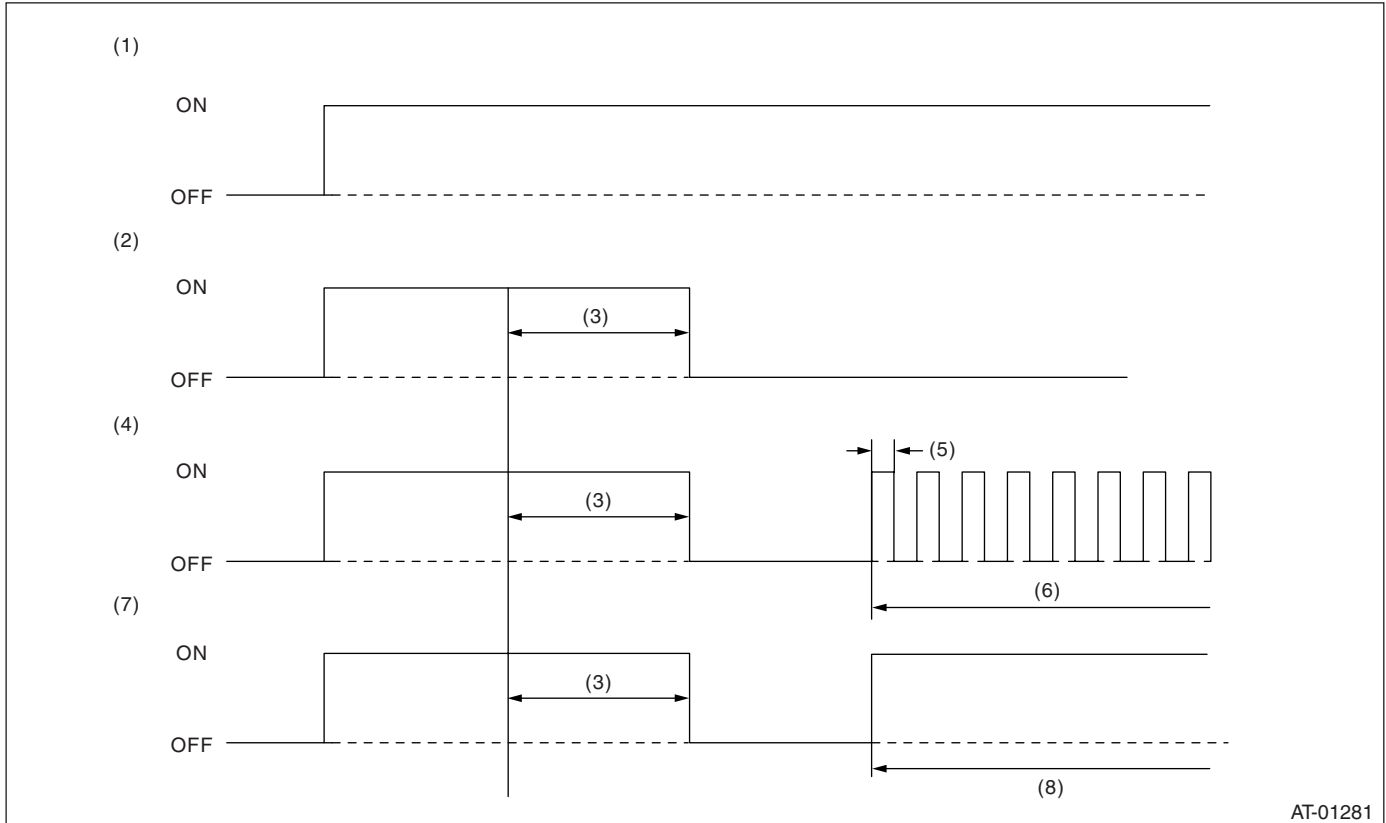 (1)
ON
OFF
(2)
ON
(3)
OFF
(4)
ON
(5)
(3)
OFF
(6)
(7)
ON
(3)
OFF
(8)
AT-01281